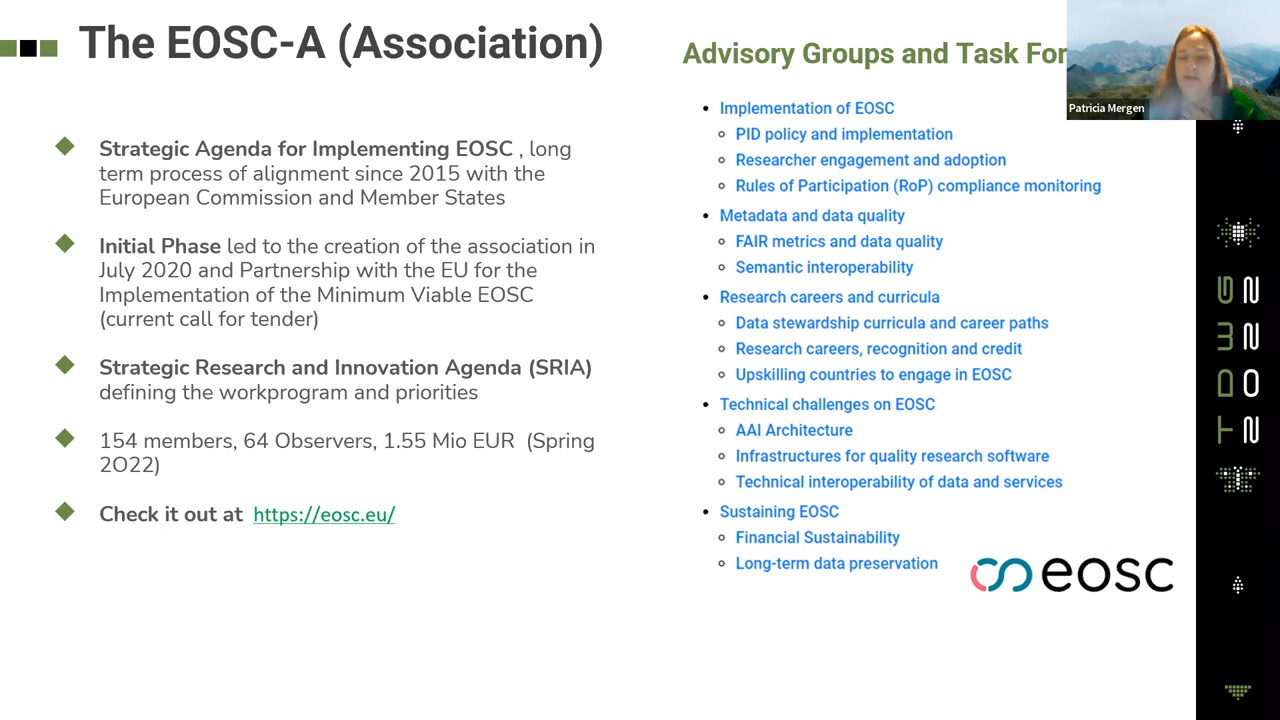 The EOSC-A (Association)
Strategic Agenda for Implementing EOSC , long
term process of alignment since 2015 with the
European Commission and Member States
Initial Phase led to the creation of the association in
July 2020 and Partnership with the EU for the
Implementation of the Minimum Viable EOSC
(current call for tender)
Strategic Research and Innovation Agenda (SRIA)
defining the workprogram and priorities
154 members, 64 Observers, 1.55 Mio EUR (Spring
2O22)
Check it out at https://eosc.eu/
Advisory Groups and Task For
Implementation of EOSC
PID policy and implementation
Researcher engagement and adoption
Rules of Participation (RoP) compliance monitoring
Metadata and data quality
FAIR metrics and data quality
Semantic interoperability
Research careers and curricula
Data stewardship curricula and career paths
Research careers, recognition and credit
Upskilling countries to engage in EOSC
Technical challenges on EOSC
AAI Architecture
Infrastructures for quality research software
Technical interoperability of data and services
Sustaining EOSC
Financial Sustainability
Long-term data preservation
eosc
Patricia Mergen